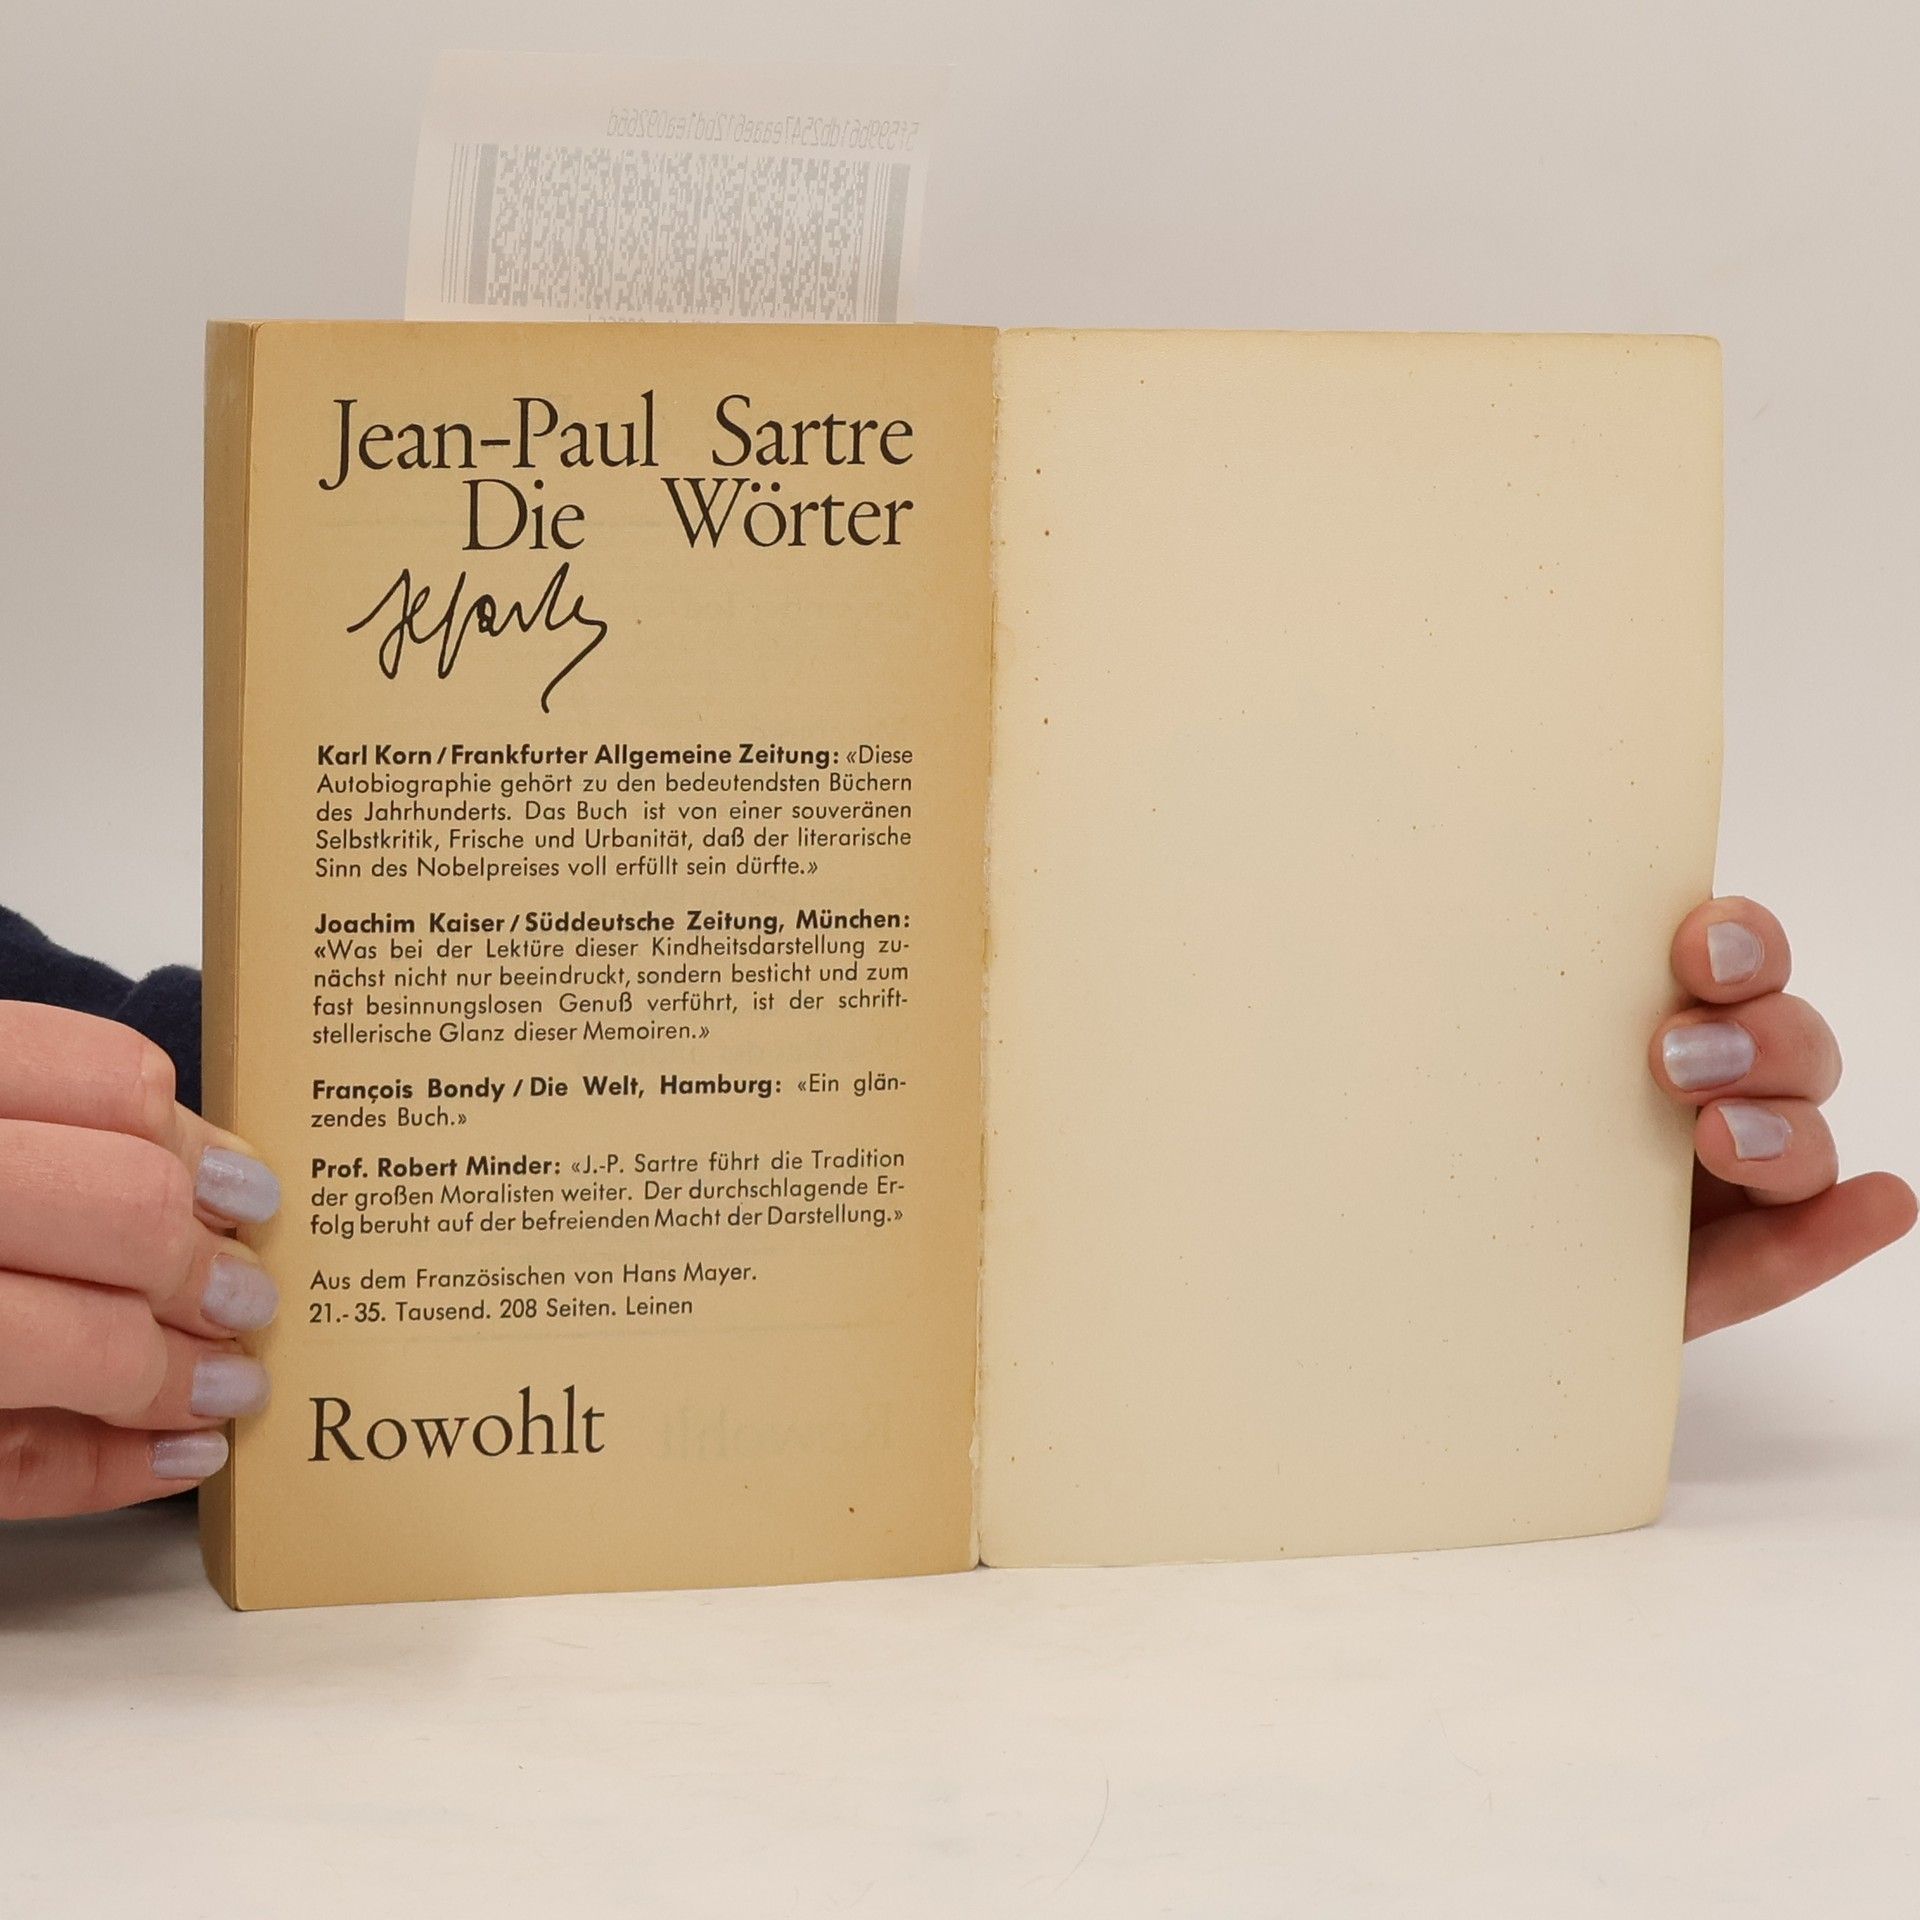 5f599b61db2547eaae612bd1ea09266d
Jean-Paul Sartre
Die Wörter
Karl Korn / Frankfurter Allgemeine Zeitung: «Diese
Autobiographie gehört zu den bedeutendsten Büchern
des Jahrhunderts. Das Buch ist von einer souveränen
Selbstkritik, Frische und Urbanität, daß der literarische
Sinn des Nobelpreises voll erfüllt sein dürfte.»
Joachim Kaiser / Süddeutsche Zeitung, München:
«Was bei der Lektüre dieser Kindheitsdarstellung zu-
nächst nicht nur beeindruckt, sondern besticht und zum
fast besinnungslosen Genuß verführt, ist der schrift-
stellerische Glanz dieser Memoiren.»
François Bondy / Die Welt, Hamburg: «Ein glän-
zendes Buch.»
Prof. Robert Minder: «J.-P. Sartre führt die Tradition
der großen Moralisten weiter. Der durchschlagende Er-
folg beruht auf der befreienden Macht der Darstellung.»
Aus dem Französischen von Hans Mayer.
21.-35. Tausend. 208 Seiten. Leinen
Rowohlt